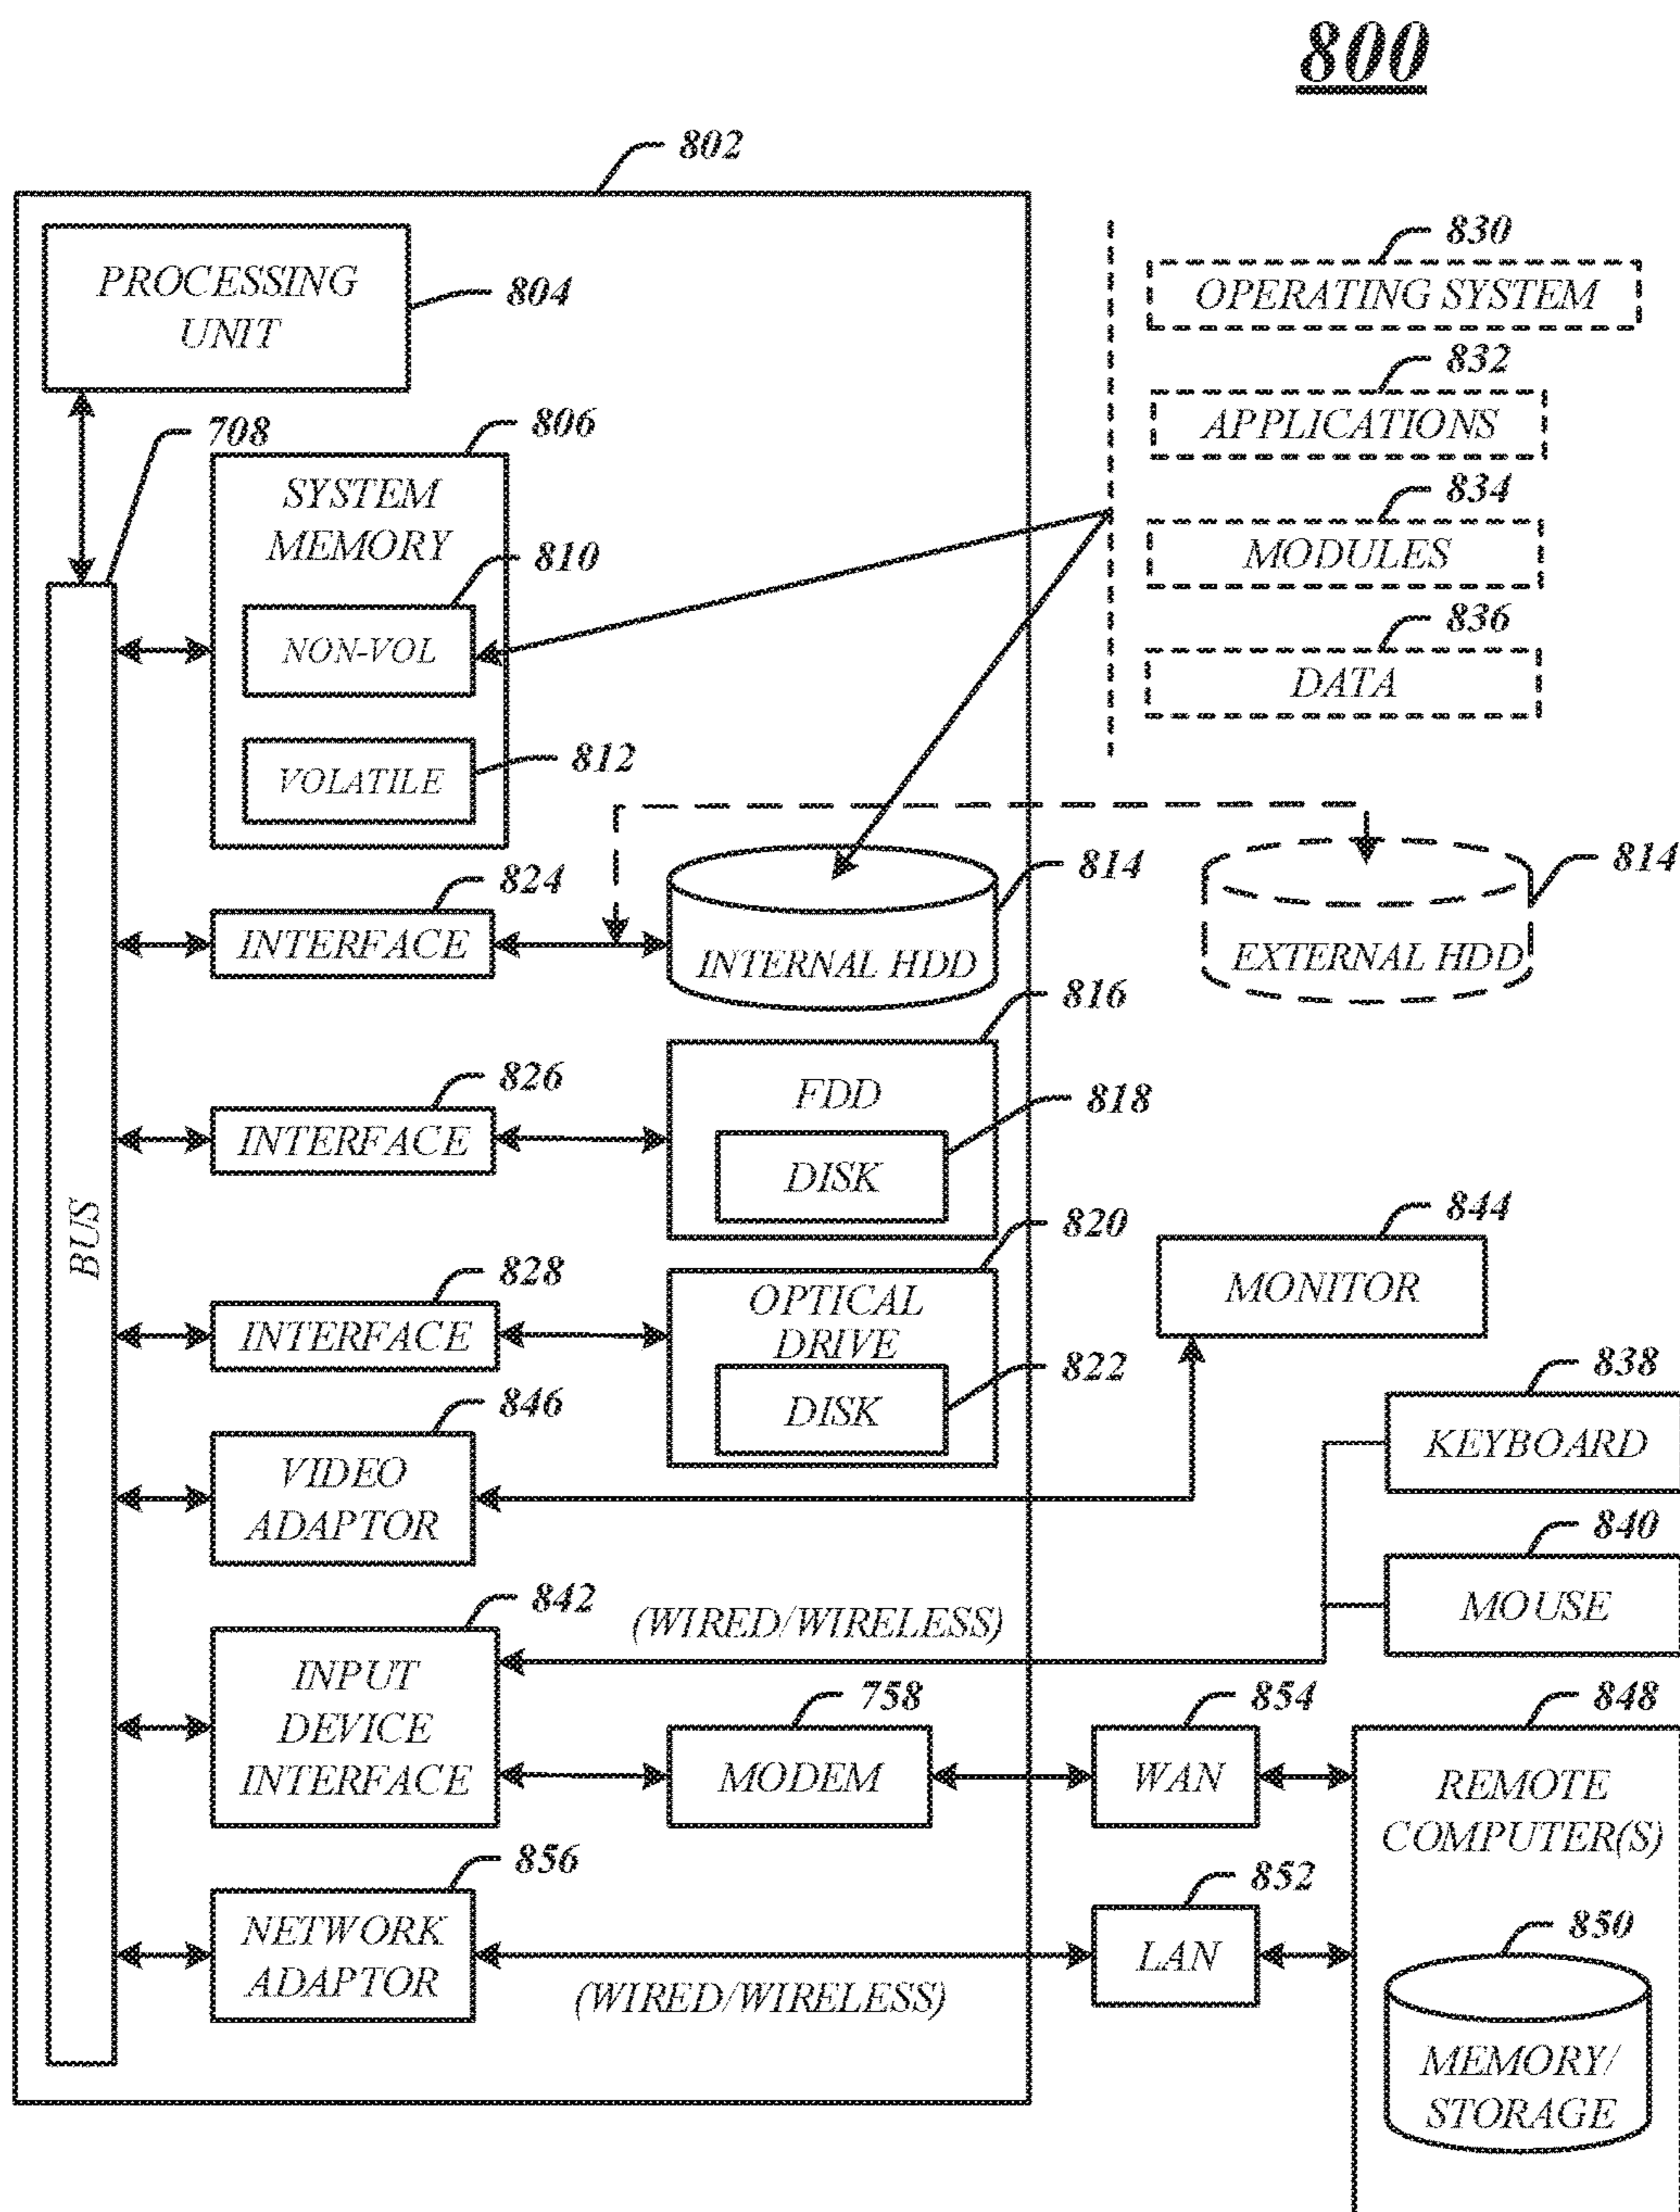 800
802
PROCESSING
UNIT
804
830
OPERATING SYSTEM
832
APPLICATIONS
834
MODULES
836
DATA
708
806
SYSTEM
MEMORY
810
NON-VOL
812
VOLATILE
824
INTERFACE
814
INTERNAL HDD
814
EXTERNAL HDD
816
826
INTERFACE
FDD
818
DISK
BUS
820
828
INTERFACE
OPTICAL
DRIVE
822
DISK
844
MONITOR
838
KEYBOARD
846
VIDEO
ADAPTOR
840
MOUSE
842
(WIRED/WIRELESS)
INPUT
DEVICE
INTERFACE
758
MODEM
854
WAN
848
REMOTE
COMPUTER(S)
856
NETWORK
ADAPTOR
(WIRED/WIRELESS)
852
LAN
850
MEMORY/
STORAGE